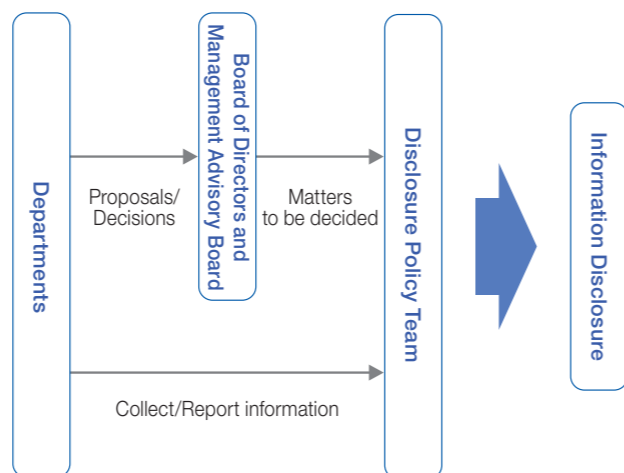 Departments
Proposals/
Decisions
Board of Directors and
Management Advisory Board
Matters
to be decided
Collect/Report information
Disclosure Policy Team
Information Disclosure